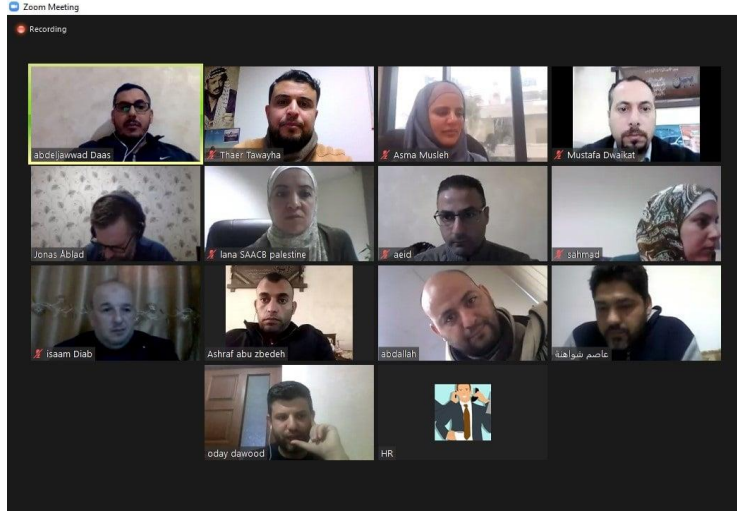 Zoom Meeting
Recording
abdeljawwad Daas
Thaer Tawayha
Asma Musleh
Mustafa Dwaikat
Jonas Åblad
lana SAACB palestine
aeid
sahmad
isaam Diab
Ashraf abu zbedeh
abdallah
عاصم شواهنة
oday dawood
HR